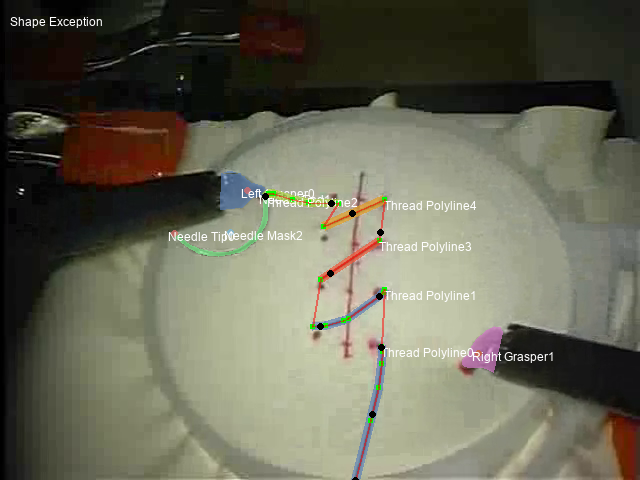 Shape Exception
Left Grasper0
Thread Polyline2
Thread Polyline4
Needle Tip0
Needle Mask2
Thread Polyline3
Thread Polyline1
Thread Polyline0
Right Grasper1